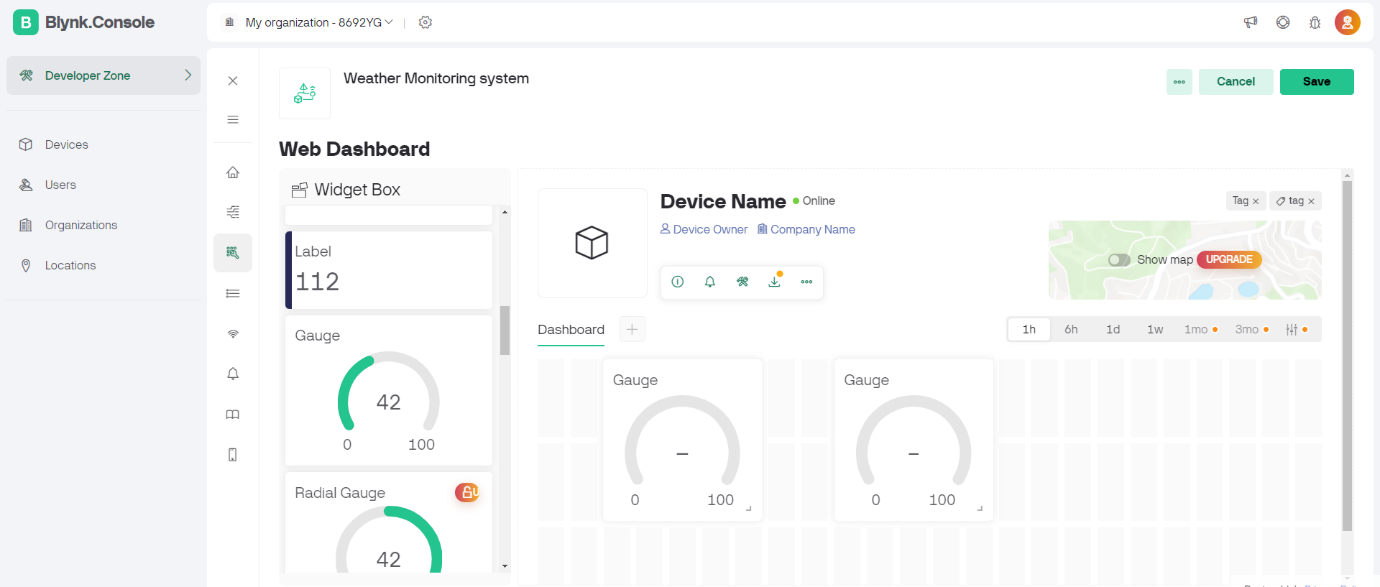 B Blynk.Console
My organization - 8692YG
Developer Zone
Devices
Users
Organizations
Locations
Weather Monitoring system
Cancel
Save
Web Dashboard
Widget Box
Label
112
Gauge
42
0 100
Radial Gauge
42
Device Name Online
Device Owner Company Name
Tag × tag ×
Show map UPGRADE
Dashboard
1h 6h 1d 1w 1mo 3mo
Gauge
–
0 100
Gauge
–
0 100